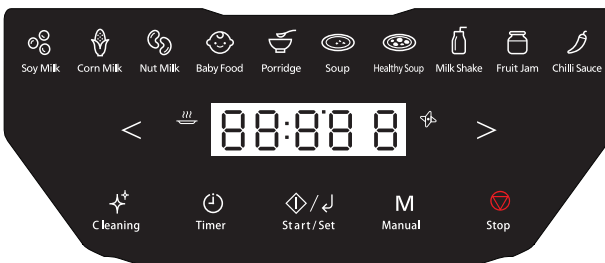 Soy Milk Corn Milk Nut Milk Baby Food Porridge Soup Healthy Soup Milk Shake Fruit Jam Chilli Sauce
< 88:88 8 >
M
Cleaning Timer Start/Set Manual Stop